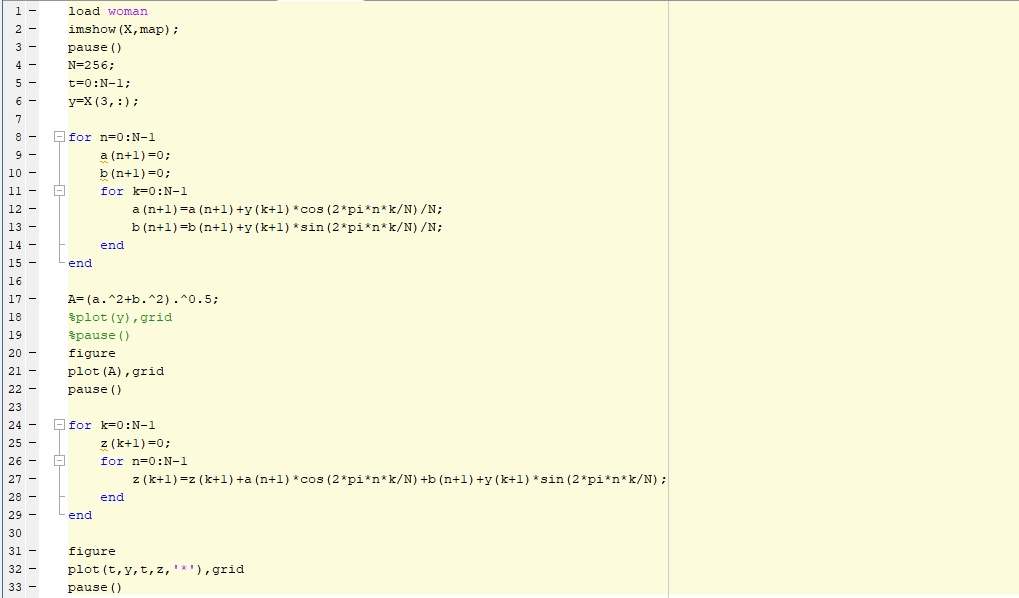 1 – load woman
2 – imshow(X,map);
3 – pause()
4 – N=256;
5 – t=0:N-1;
6 – y=X(3,:);
7
8 – for n=0:N-1
9 – a(n+1)=0;
10 – b(n+1)=0;
11 – for k=0:N-1
12 – a(n+1)=a(n+1)+y(k+1)*cos(2*pi*n*k/N)/N;
13 – b(n+1)=b(n+1)+y(k+1)*sin(2*pi*n*k/N)/N;
14 – end
15 – end
16
17 – A=(a.^2+b.^2).^0.5;
18 %plot(y),grid
19 %pause()
20 – figure
21 – plot(A),grid
22 – pause()
23
24 – for k=0:N-1
25 – z(k+1)=0;
26 – for n=0:N-1
27 – z(k+1)=z(k+1)+a(n+1)*cos(2*pi*n*k/N)+b(n+1)+y(k+1)*sin(2*pi*n*k/N);
28 – end
29 – end
30
31 – figure
32 – plot(t,y,t,z,'*'),grid
33 – pause()